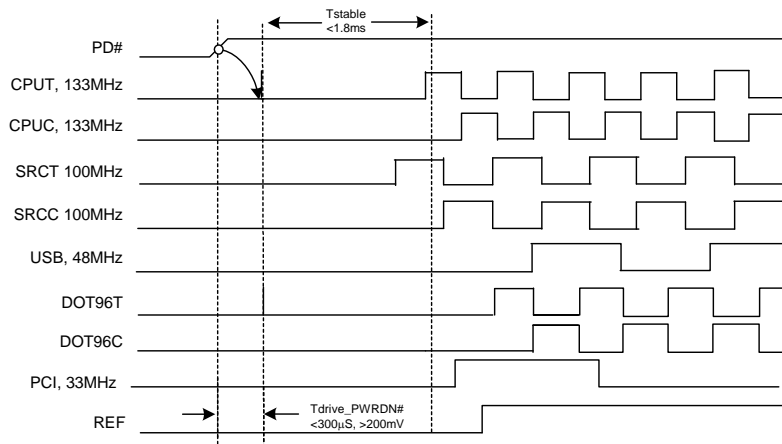 Tstable
<1.8ms
PD#
CPUT, 133MHz
CPUC, 133MHz
SRCT 100MHz
SRCC 100MHz
USB, 48MHz
DOT96T
DOT96C
PCI, 33MHz
Tdrive_PWRDN#
<300µS, >200mV
REF